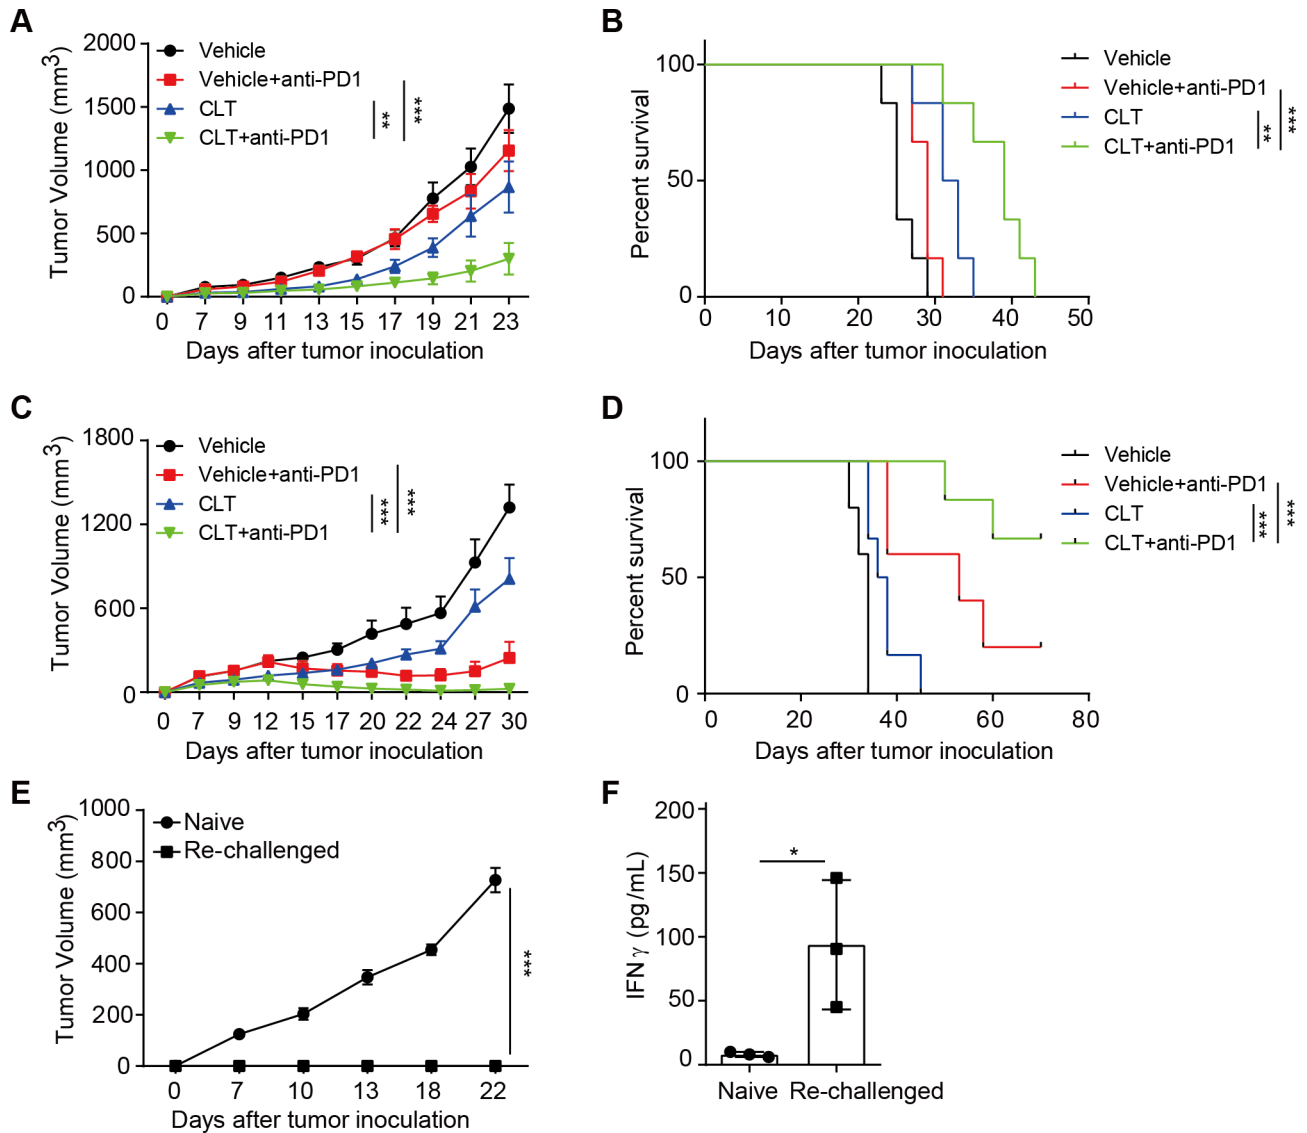 A
Tumor Volume (mm3)
2000
1500
1000
500
0
Vehicle
Vehicle+anti-PD1
CLT
CLT+anti-PD1
**
***
0 7 9 11 13 15 17 19 21 23
Days after tumor inoculation
B
Percent survival
100
50
0
Vehicle
Vehicle+anti-PD1
CLT
CLT+anti-PD1
**
***
0 10 20 30 40 50
Days after tumor inoculation
C
Tumor Volume (mm3)
1800
1200
600
0
Vehicle
Vehicle+anti-PD1
CLT
CLT+anti-PD1
***
***
0 7 9 12 15 17 20 22 24 27 30
Days after tumor inoculation
D
Percent survival
100
50
0
Vehicle
Vehicle+anti-PD1
CLT
CLT+anti-PD1
***
***
0 20 40 60 80
Days after tumor inoculation
E
Tumor Volume (mm3)
1000
800
600
400
200
0
Naive
Re-challenged
***
0 7 10 13 18 22
Days after tumor inoculation
F
IFN γ (pg/mL)
200
150
100
50
0
*
Naive Re-challenged